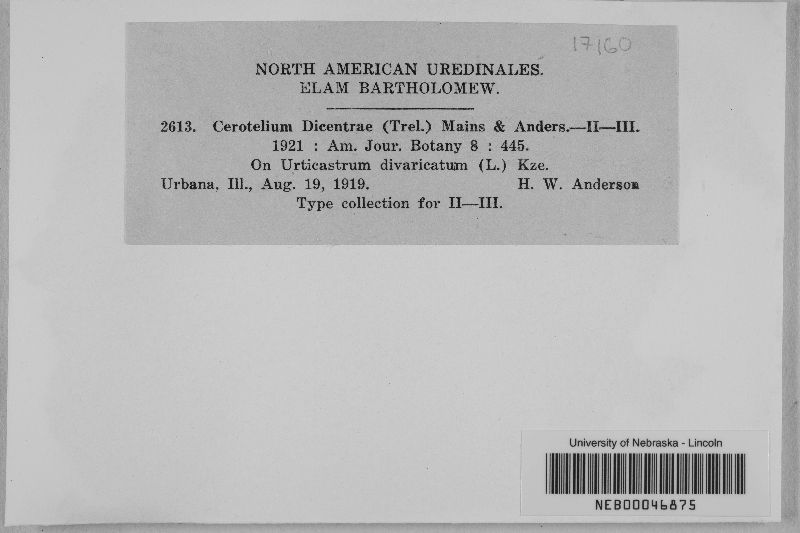 17160
NORTH AMERICAN UREDINALES.
ELAM BARTHOLOMEW.
2613. Cerotelium Dicentrae (Trel.) Mains & Anders.—II—III.
1921 : Am. Jour. Botany 8 : 445.
On Urticastrum divaricatum (L.) Kze.
Urbana, Ill., Aug. 19, 1919. H. W. Anderson
Type collection for II—III.
University of Nebraska - Lincoln
NEB00046875